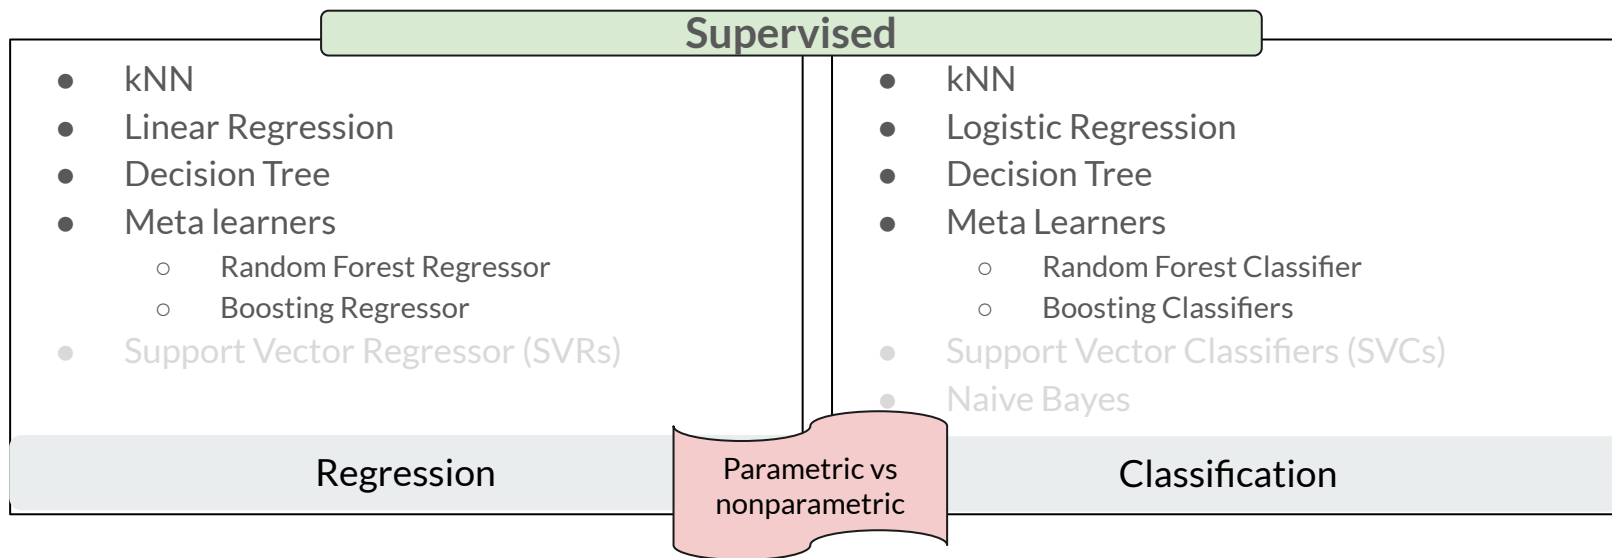 Supervised
● kNN
● Linear Regression
● Decision Tree
● Meta learners
○ Random Forest Regressor
○ Boosting Regressor
● Support Vector Regressor (SVRs)
Regression
● kNN
● Logistic Regression
● Decision Tree
● Meta Learners
○ Random Forest Classifier
○ Boosting Classifiers
● Support Vector Classifiers (SVCs)
● Naive Bayes
Classification
Parametric vs
nonparametric